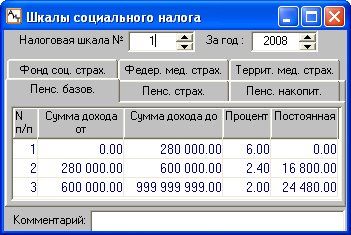 Шкалы социального налога
Налоговая шкала № 1 За год : 2008
Фонд соц. страх. Федер. мед. страх. Террит. мед. страх.
Пенс. базов. Пенс. страх. Пенс. накопит.
N п/п Сумма дохода от Сумма дохода до Процент Постоянная
1 0.00 280 000.00 6.00 0.00
2 280 000.00 600 000.00 2.40 16 800.00
3 600 000.00 999 999 999.00 2.00 24 480.00
Комментарий: